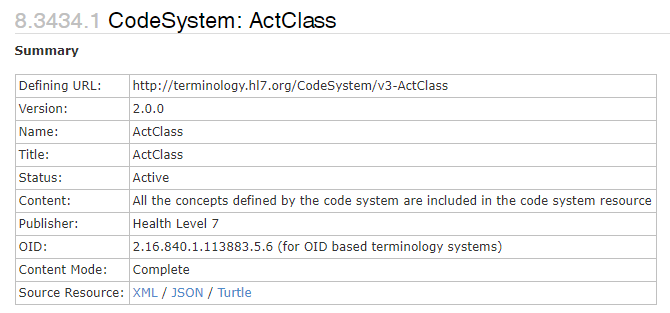 8.3434.1 CodeSystem: ActClass
Summary
Defining URL: http://terminology.hl7.org/CodeSystem/v3-ActClass
Version: 2.0.0
Name: ActClass
Title: ActClass
Status: Active
Content: All the concepts defined by the code system are included in the code system resource
Publisher: Health Level 7
OID: 2.16.840.1.113883.5.6 (for OID based terminology systems)
Content Mode: Complete
Source Resource: XML / JSON / Turtle